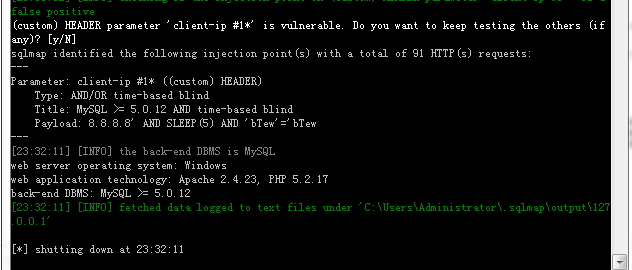 false positive
(custom) HEADER parameter 'client-ip #1*' is vulnerable. Do you want to keep testing the others (if
any)? [y/N]
sqlmap identified the following injection point(s) with a total of 91 HTTP(s) requests:
---
Parameter: client-ip #1* ((custom) HEADER)
    Type: AND/OR time-based blind
    Title: MySQL >= 5.0.12 AND time-based blind
    Payload: 8.8.8.8' AND SLEEP(5) AND 'bTew'='bTew
---
[23:32:11] [INFO] the back-end DBMS is MySQL
web server operating system: Windows
web application technology: Apache 2.4.23, PHP 5.2.17
back-end DBMS: MySQL >= 5.0.12
[23:32:11] [INFO] fetched data logged to text files under 'C:\Users\Administrator\.sqlmap\output\127
.0.0.1'
[*] shutting down at 23:32:11